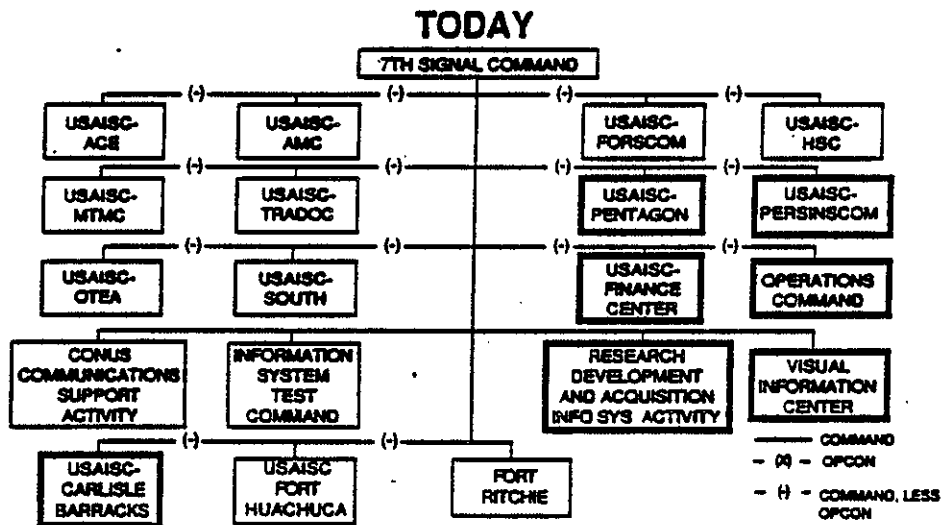 TODAY
7TH SIGNAL COMMAND
(-) (-) (-) (-)
USAISC-
ACE
USAISC-
AMC
USAISC-
FORSCOM
USAISC-
HSC
(-) (-) (-) (-)
USAISC-
MTMC
USAISC-
TRADOC
USAISC-
PENTAGON
USAISC-
PERSINSCOM
(-) (-) (-) (-)
USAISC-
OTEA
USAISC-
SOUTH
USAISC-
FINANCE
CENTER
OPERATIONS
COMMAND
CONUS
COMMUNICATIONS
SUPPORT
ACTIVITY
INFORMATION
SYSTEM
TEST
COMMAND
RESEARCH
DEVELOPMENT
AND ACQUISITION
INFO SYS ACTIVITY
VISUAL
INFORMATION
CENTER
(-) (-)
USAISC-
CARLISLE
BARRACKS
USAISC
FORT
HUACHUCA
FORT
RITCHIE
COMMAND
- (X) - OPCON
- (-) - COMMAND, LESS
OPCON